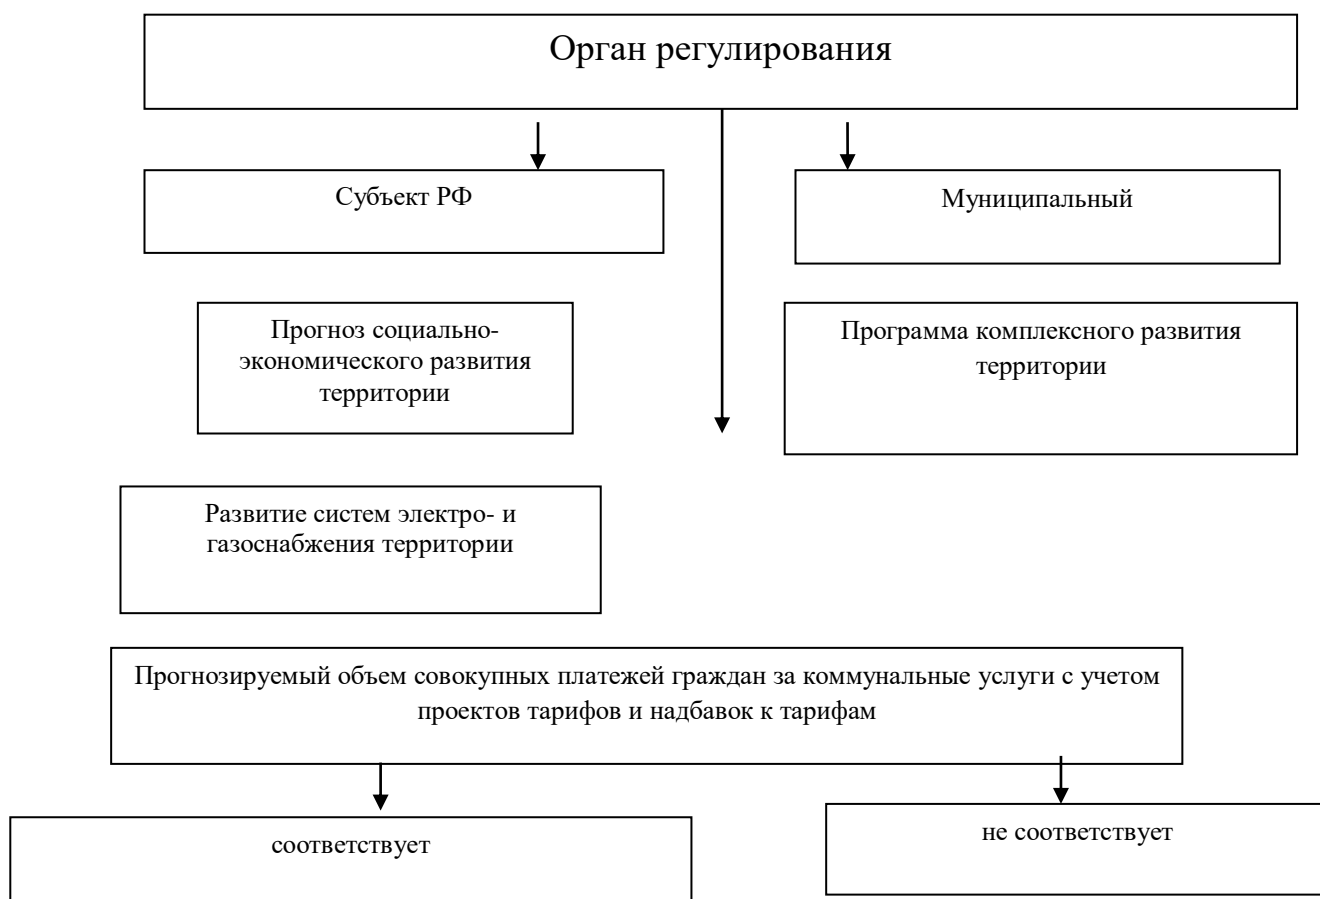 Орган регулирования
Субъект РФ
Муниципальный
Прогноз социально-
экономического развития
территории
Программа комплексного развития
территории
Развитие систем электро- и
газоснабжения территории
Прогнозируемый объем совокупных платежей граждан за коммунальные услуги с учетом
проектов тарифов и надбавок к тарифам
соответствует
не соответствует